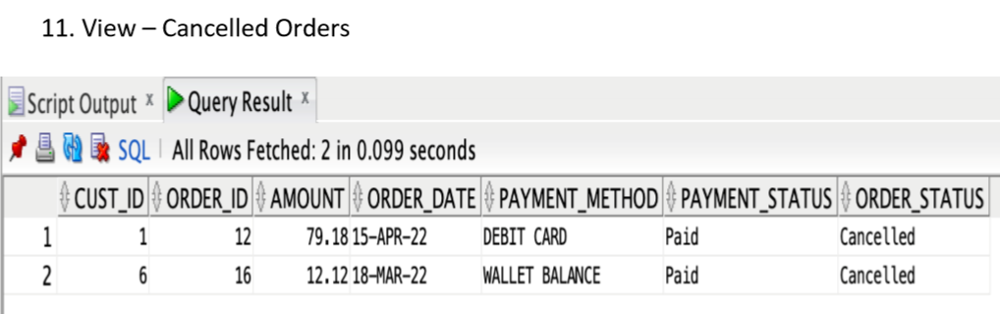 11. View – Cancelled Orders
Script Output x Query Result x
SQL All Rows Fetched: 2 in 0.099 seconds
CUST_ID ORDER_ID AMOUNT ORDER_DATE PAYMENT_METHOD PAYMENT_STATUS ORDER_STATUS
1 1 12 79.18 15-APR-22 DEBIT CARD Paid Cancelled
2 6 16 12.12 18-MAR-22 WALLET BALANCE Paid Cancelled